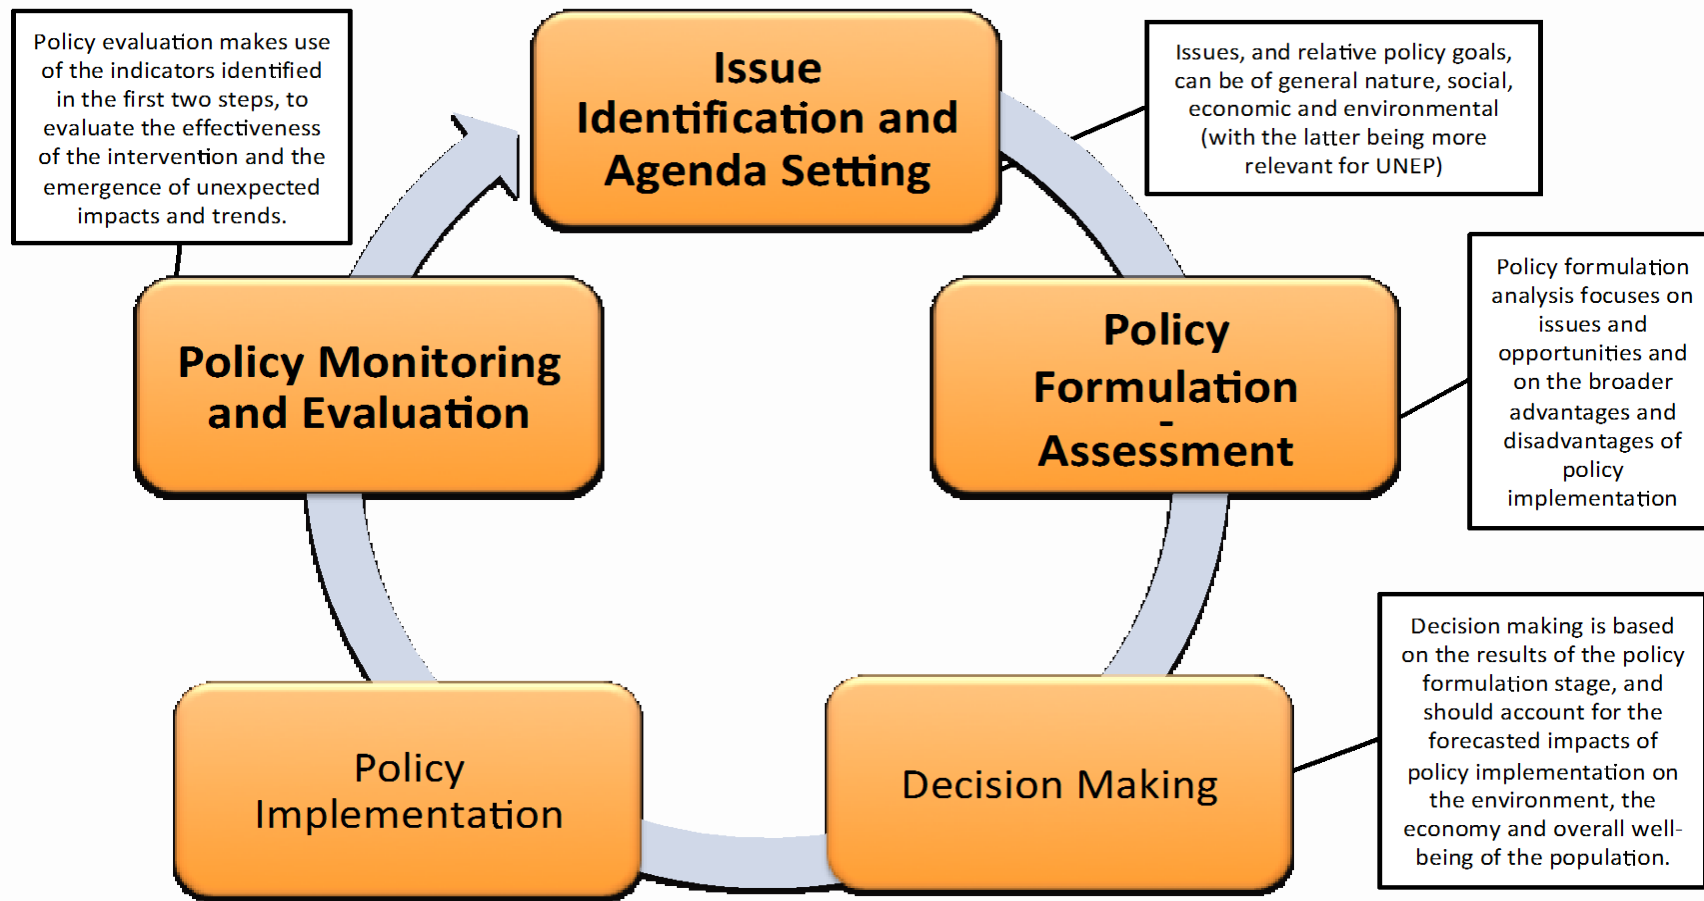 Policy evaluation makes use
of the indicators identified
in the first two steps, to
evaluate the effectiveness
of the intervention and the
emergence of unexpected
impacts and trends.
Issue
Identification and
Agenda Setting
Issues, and relative policy goals,
can be of general nature, social,
economic and environmental
(with the latter being more
relevant for UNEP)
Policy
Formulation
-
Assessment
Policy formulation
analysis focuses on
issues and
opportunities and
on the broader
advantages and
disadvantages of
policy
implementation
Decision Making
Decision making is based
on the results of the policy
formulation stage, and
should account for the
forecasted impacts of
policy implementation on
the environment, the
economy and overall well-
being of the population.
Policy
Implementation
Policy Monitoring
and Evaluation